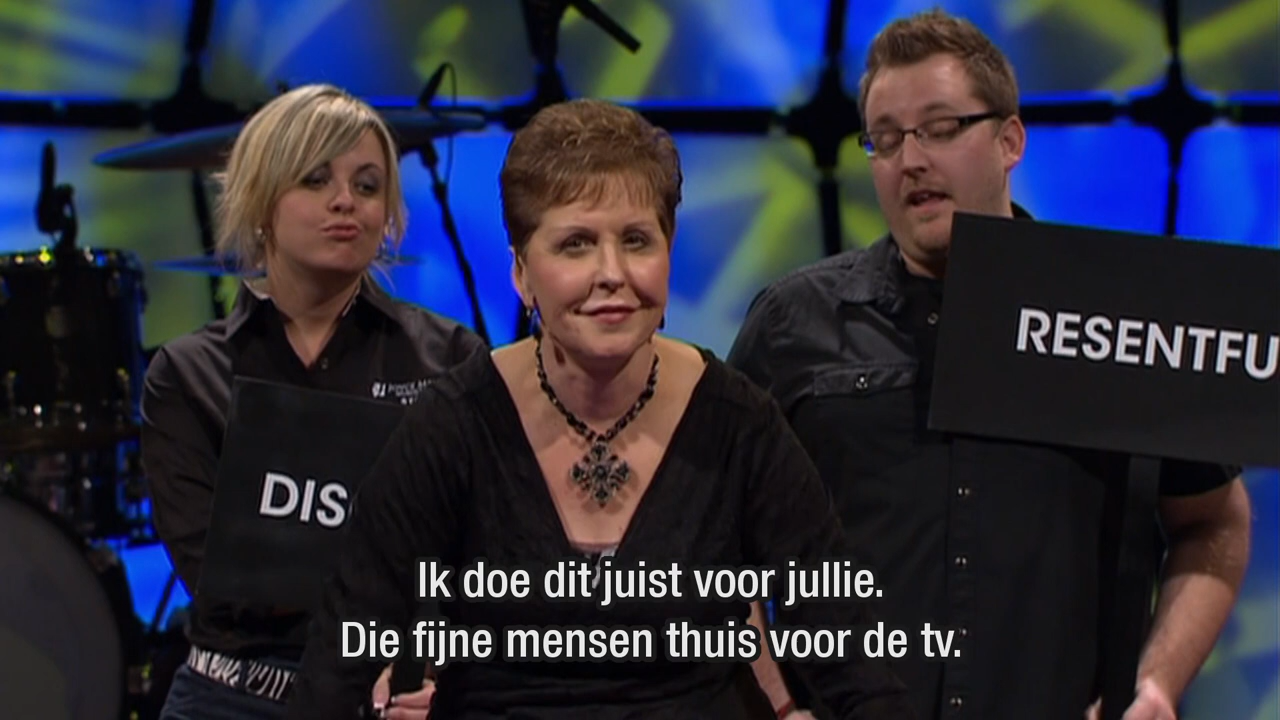 RESENTFU
DIS
Ik doe dit juist voor jullie.
Die fijne mensen thuis voor de tv.